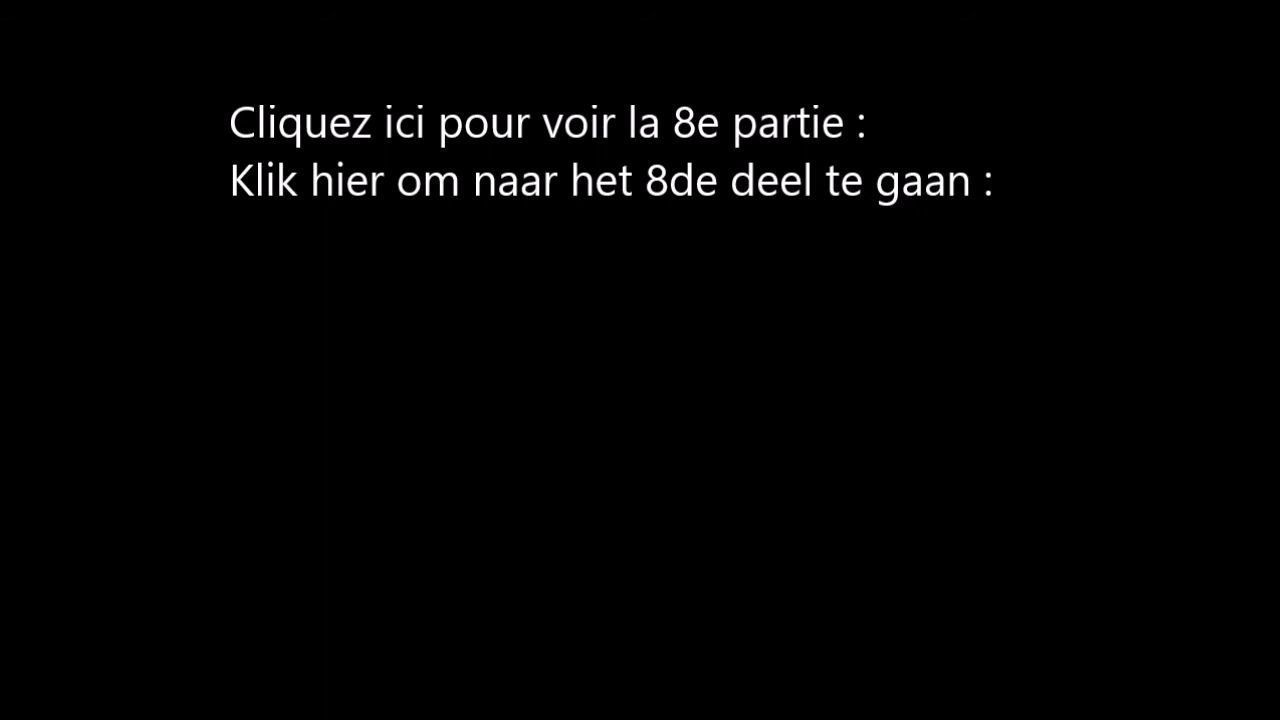 Cliquez ici pour voir la 8e partie :
Klik hier om naar het 8de deel te gaan :